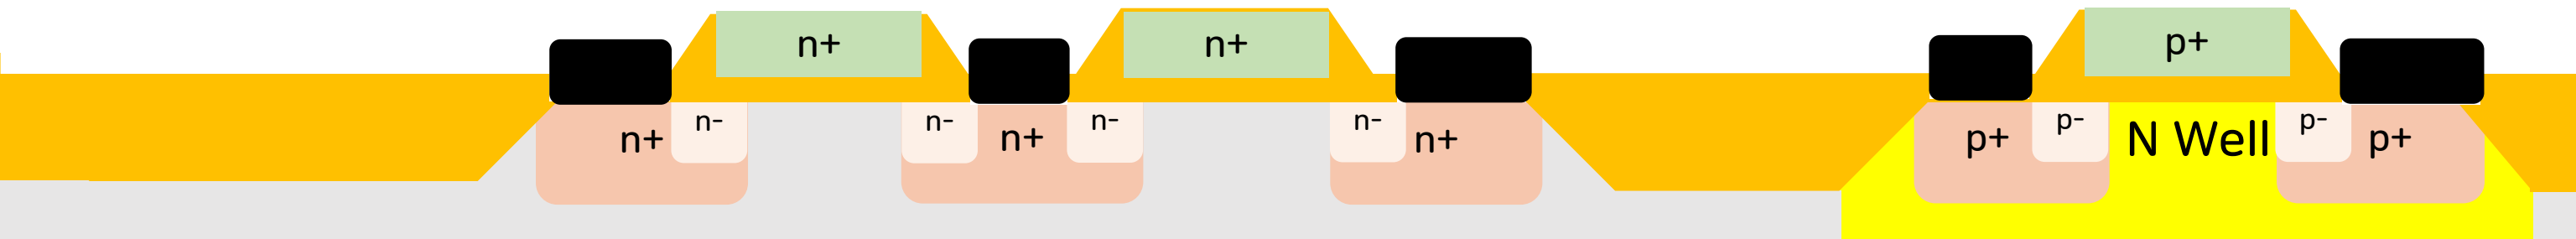 n+ n+ p+
n- n- n- n- p- p-
n+ n+ n+ p+ N Well p+